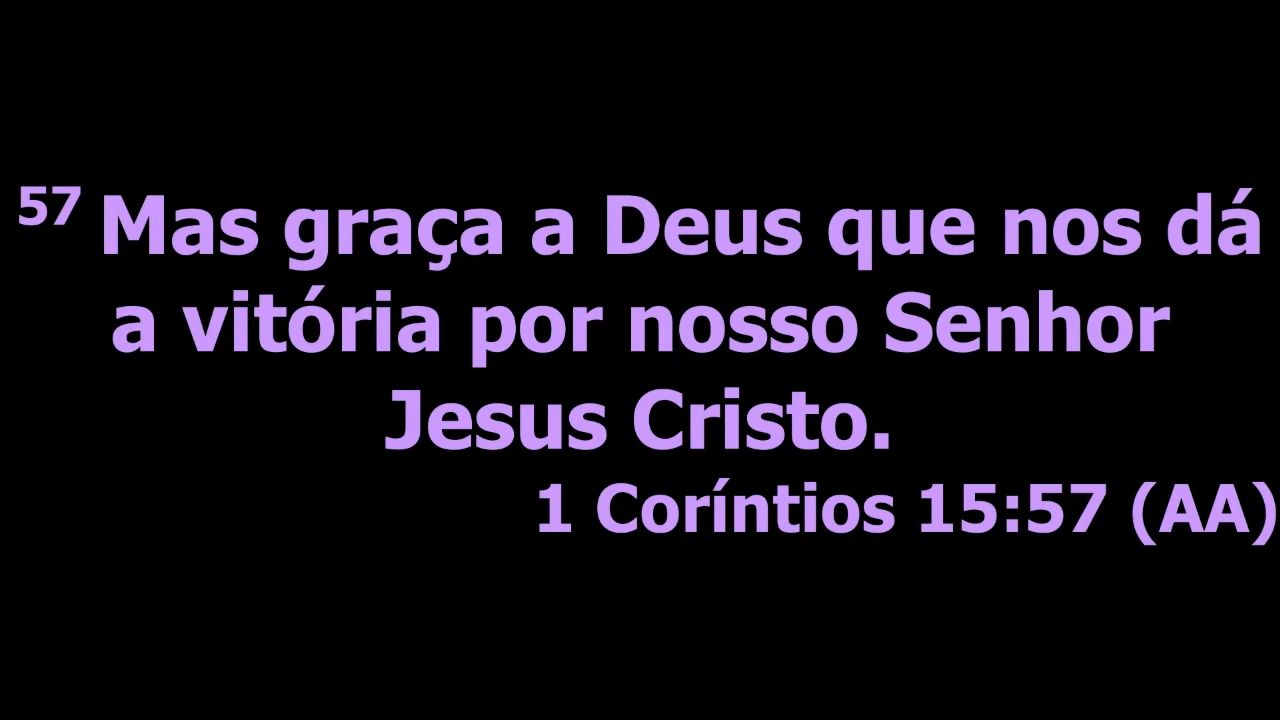 57 Mas graça a Deus que nos dá
a vitória por nosso Senhor
Jesus Cristo.
1 Coríntios 15:57 (AA)